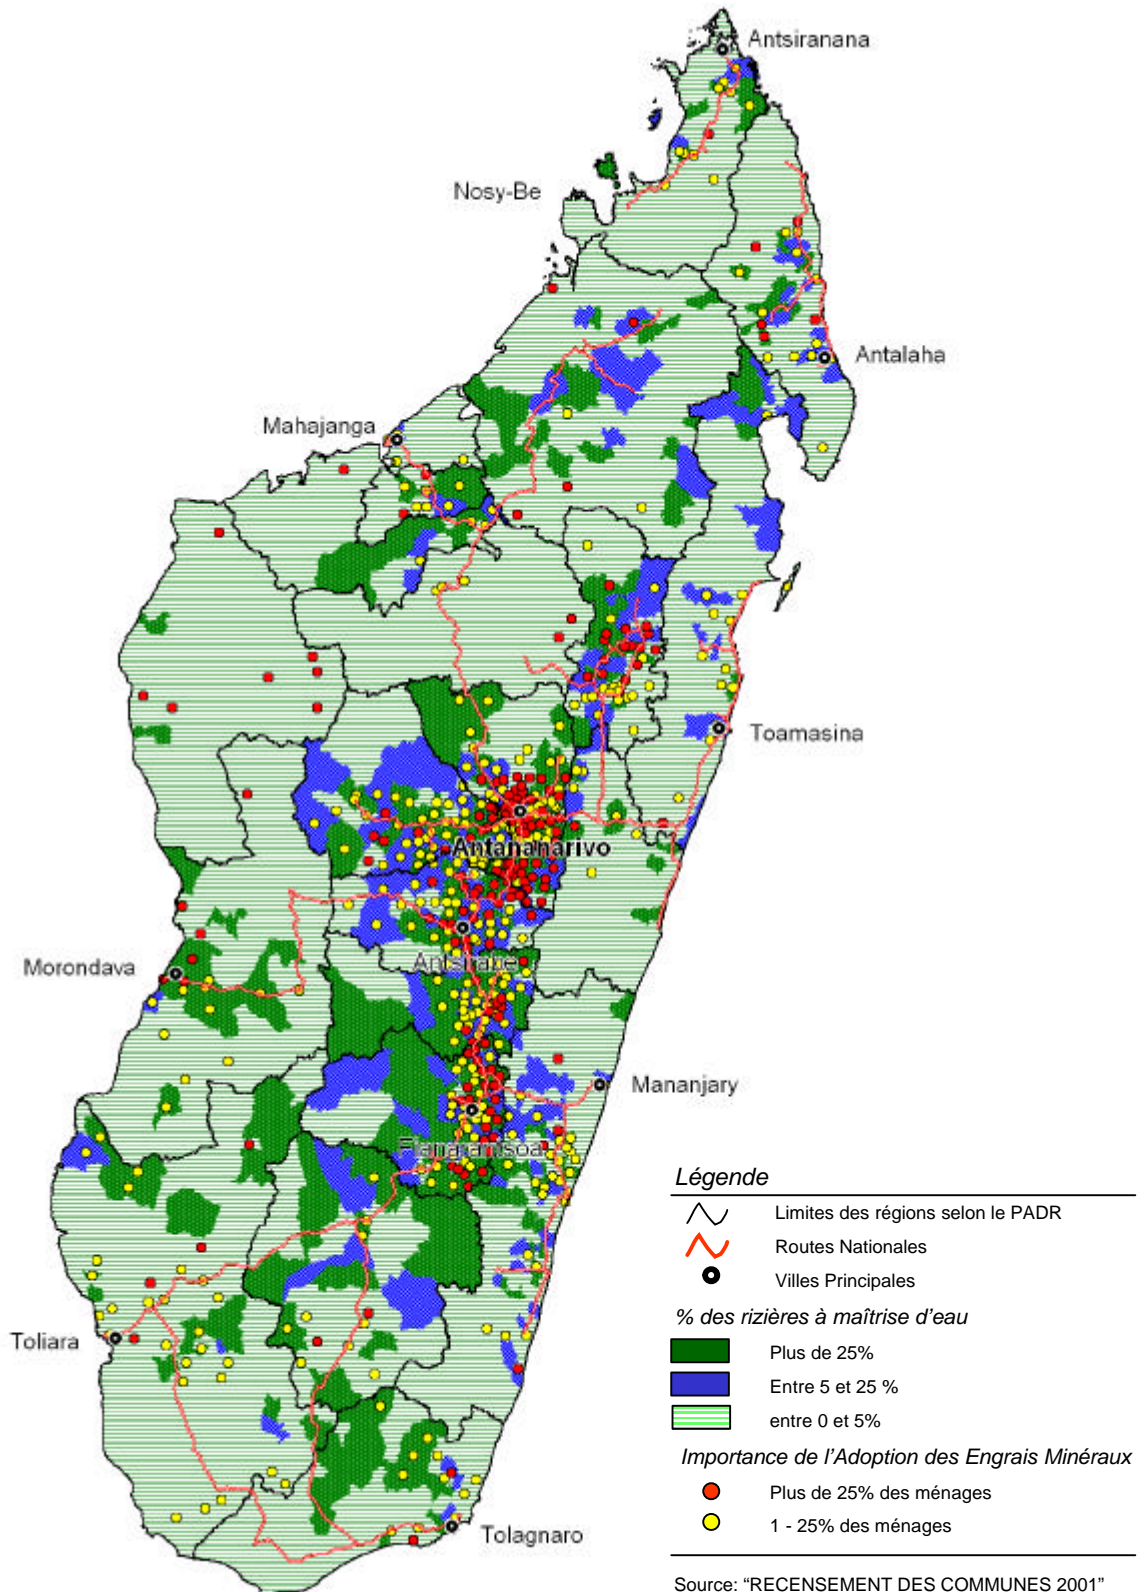 Antsiranana
Nosy-Be
Antalaha
Mahajanga
Toamasina
Antananarivo
Antsirabe
Morondava
Mananjary
Fianarantsoa
Toliara
Tolagnaro
Légende
Limites des régions selon le PADR
Routes Nationales
Villes Principales
% des rizières à maîtrise d’eau
Plus de 25%
Entre 5 et 25 %
entre 0 et 5%
Importance de l’Adoption des Engrais Minéraux
Plus de 25% des ménages
1 - 25% des ménages
Source: “RECENSEMENT DES COMMUNES 2001”